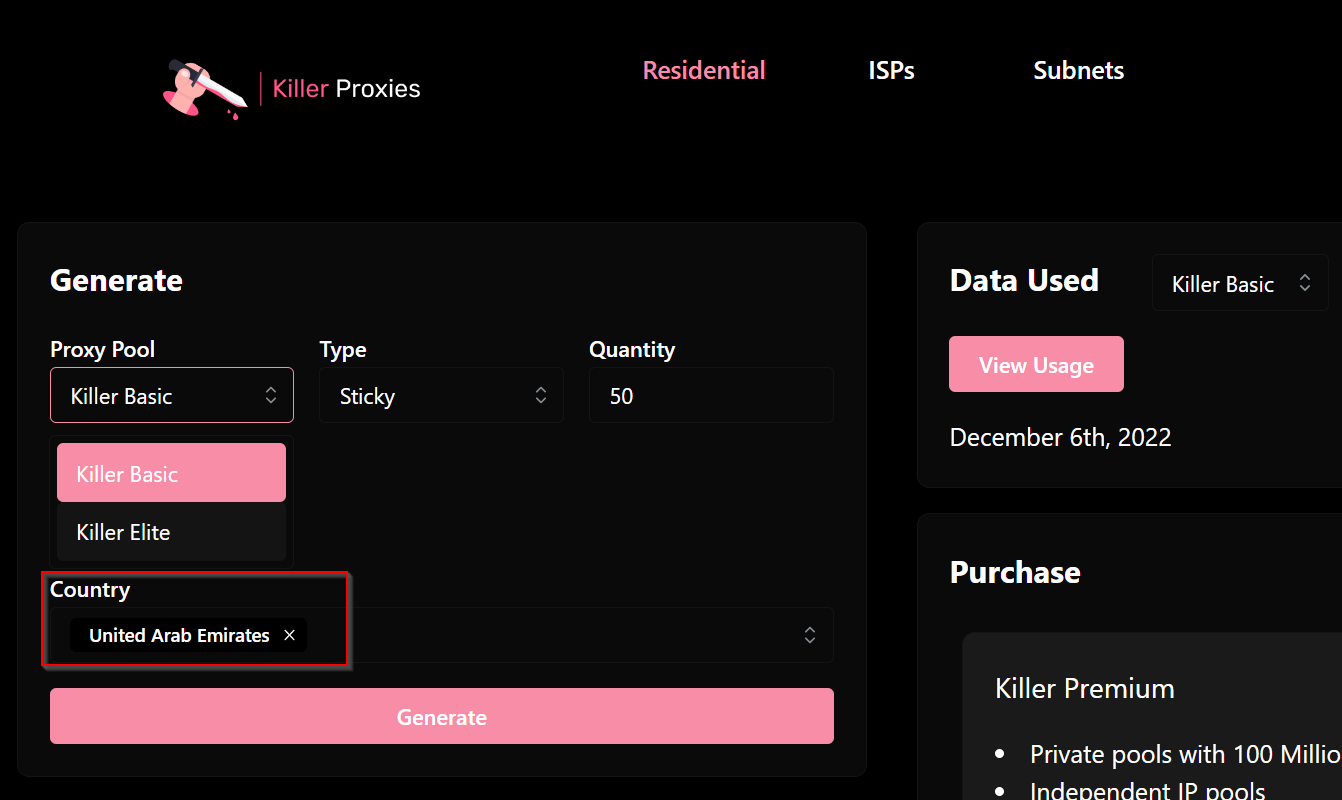 Killer Proxies
Residential
ISPs
Subnets
Generate
Proxy Pool
Type
Quantity
Killer Basic
Sticky
50
Killer Basic
Killer Elite
Country
United Arab Emirates ×
Generate
Data Used
Killer Basic
View Usage
December 6th, 2022
Purchase
Killer Premium
• Private pools with 100 Millio
• Independent IP pools